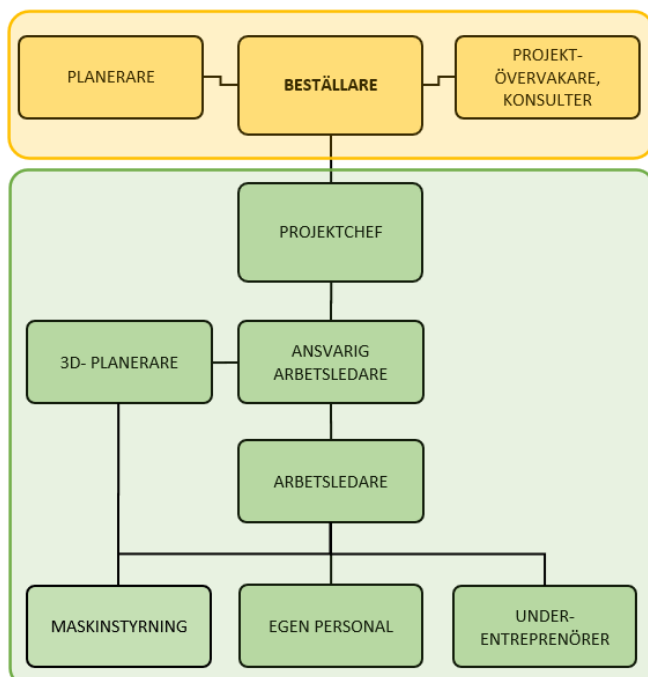 PLANERARE
BESTÄLLARE
PROJEKT-
ÖVERVAKARE,
KONSULTER
PROJEKTCHEF
3D- PLANERARE
ANSVARIG
ARBETSLEDARE
ARBETSLEDARE
MASKINSTYRNING
EGEN PERSONAL
UNDER-
ENTREPRENÖRER